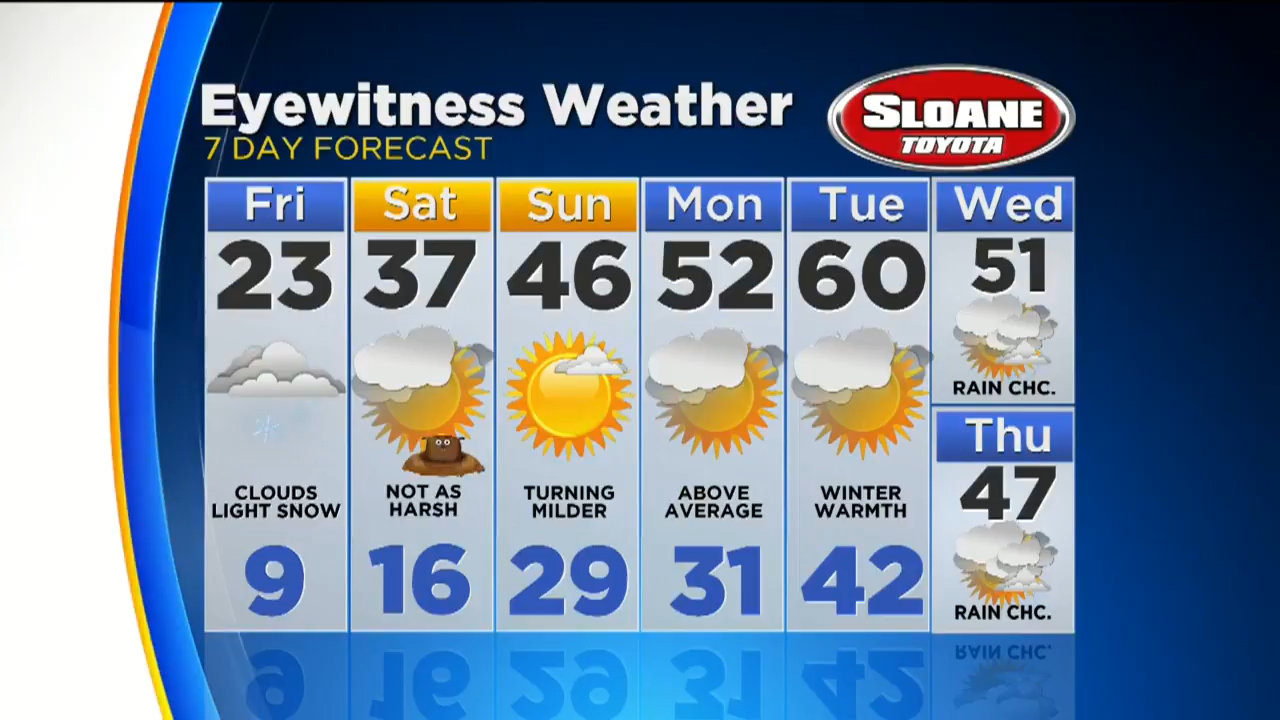 Eyewitness Weather
7 DAY FORECAST
SLOANE
TOYOTA
Fri
23
CLOUDS
LIGHT SNOW
9
Sat
37
NOT AS
HARSH
16
Sun
46
TURNING
MILDER
29
Mon
52
ABOVE
AVERAGE
31
Tue
60
WINTER
WARMTH
42
Wed
51
RAIN CHC.
Thu
47
RAIN CHC.